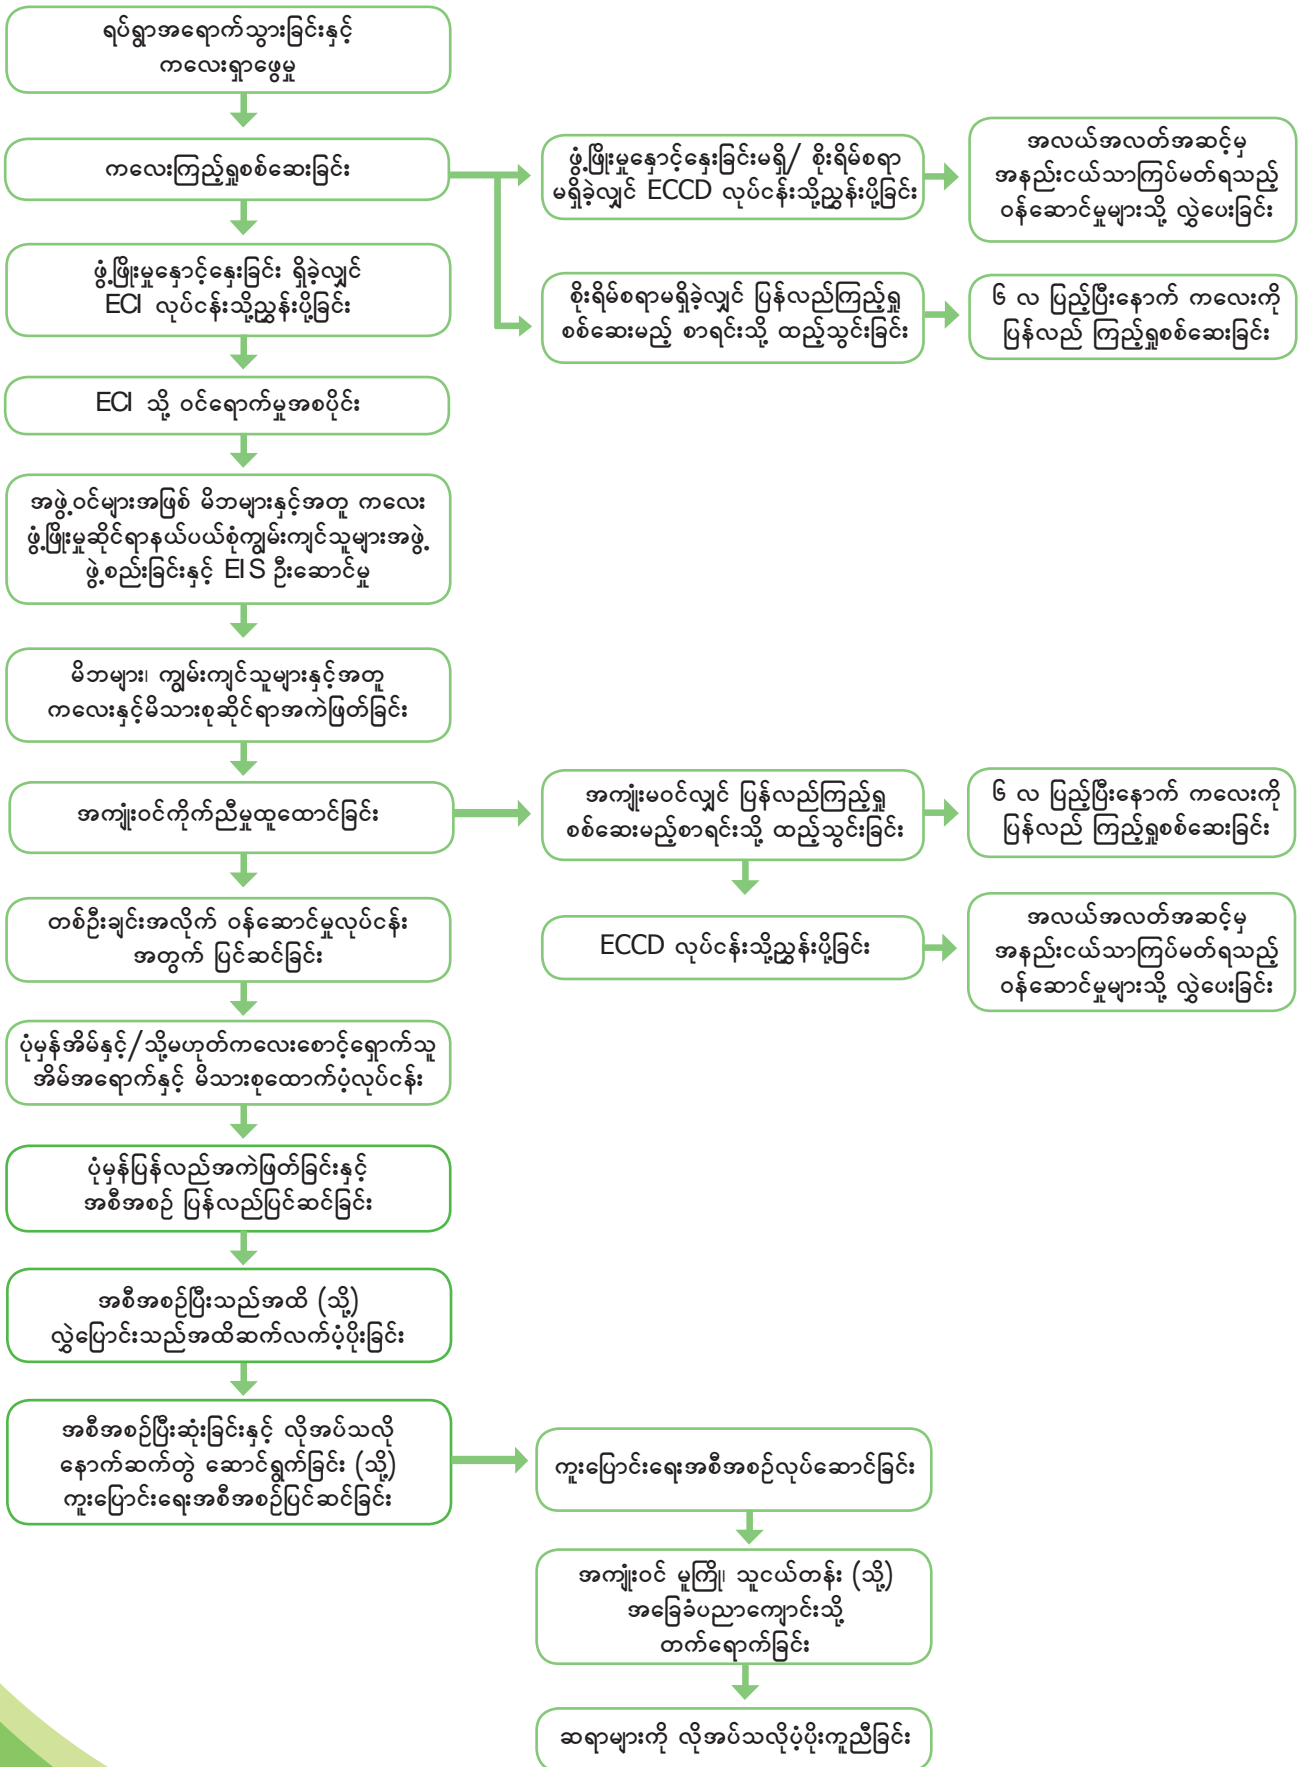 ရပ်ရွာအရောက်သွားခြင်းနှင့်
ကလေးရှာဖွေမှု
ကလေးကြည့်ရှုစစ်ဆေးခြင်း
ဖွံ့ဖြိုးမှုနှောင့်နှေးခြင်းမရှိ/ စိုးရိမ်စရာ
မရှိခဲ့လျှင် ECCD လုပ်ငန်းသို့ညွှန်းပို့ခြင်း
အလယ်အလတ်အဆင့်မှ
အနည်းငယ်သာကြပ်မတ်ရသည့်
ဝန်ဆောင်မှုများသို့ လွှဲပေးခြင်း
ဖွံ့ဖြိုးမှုနှောင့်နှေးခြင်း ရှိခဲ့လျှင်
ECI လုပ်ငန်းသို့ညွှန်းပို့ခြင်း
စိုးရိမ်စရာမရှိခဲ့လျှင် ပြန်လည်ကြည့်ရှု
စစ်ဆေးမည့် စာရင်းသို့ ထည့်သွင်းခြင်း
၆ လ ပြည့်ပြီးနောက် ကလေးကို
ပြန်လည် ကြည့်ရှုစစ်ဆေးခြင်း
ECI သို့ ဝင်ရောက်မှုအစပိုင်း
အဖွဲ့ဝင်များအဖြစ် မိဘများနှင့်အတူ ကလေး
ဖွံ့ဖြိုးမှုဆိုင်ရာနယ်ပယ်စုံကျွမ်းကျင်သူများအဖွဲ့
ဖွဲ့စည်းခြင်းနှင့် EIS ဦးဆောင်မှု
မိဘများ၊ ကျွမ်းကျင်သူများနှင့်အတူ
ကလေးနှင့်မိသားစုဆိုင်ရာအကဲဖြတ်ခြင်း
အကျုံးဝင်ကိုက်ညီမှုထူထောင်ခြင်း
အကျုံးမဝင်လျှင် ပြန်လည်ကြည့်ရှု
စစ်ဆေးမည့်စာရင်းသို့ ထည့်သွင်းခြင်း
၆ လ ပြည့်ပြီးနောက် ကလေးကို
ပြန်လည် ကြည့်ရှုစစ်ဆေးခြင်း
တစ်ဦးချင်းအလိုက် ဝန်ဆောင်မှုလုပ်ငန်း
အတွက် ပြင်ဆင်ခြင်း
ECCD လုပ်ငန်းသို့ညွှန်းပို့ခြင်း
အလယ်အလတ်အဆင့်မှ
အနည်းငယ်သာကြပ်မတ်ရသည့်
ဝန်ဆောင်မှုများသို့ လွှဲပေးခြင်း
ပုံမှန်အိမ်နှင့်/သို့မဟုတ်ကလေးစောင့်ရှောက်သူ
အိမ်အရောက်နှင့် မိသားစုထောက်ပံ့လုပ်ငန်း
ပုံမှန်ပြန်လည်အကဲဖြတ်ခြင်းနှင့်
အစီအစဉ် ပြန်လည်ပြင်ဆင်ခြင်း
အစီအစဉ်ပြီးသည်အထိ (သို့)
လွှဲပြောင်းသည်အထိဆက်လက်ပံ့ပိုးခြင်း
အစီအစဉ်ပြီးဆုံးခြင်းနှင့် လိုအပ်သလို
နောက်ဆက်တွဲ ဆောင်ရွက်ခြင်း (သို့)
ကူးပြောင်းရေးအစီအစဉ်ပြင်ဆင်ခြင်း
ကူးပြောင်းရေးအစီအစဉ်လုပ်ဆောင်ခြင်း
အကျုံးဝင် မူကြို၊ သူငယ်တန်း (သို့)
အခြေခံပညာကျောင်းသို့
တက်ရောက်ခြင်း
ဆရာများကို လိုအပ်သလိုပံ့ပိုးကူညီခြင်း